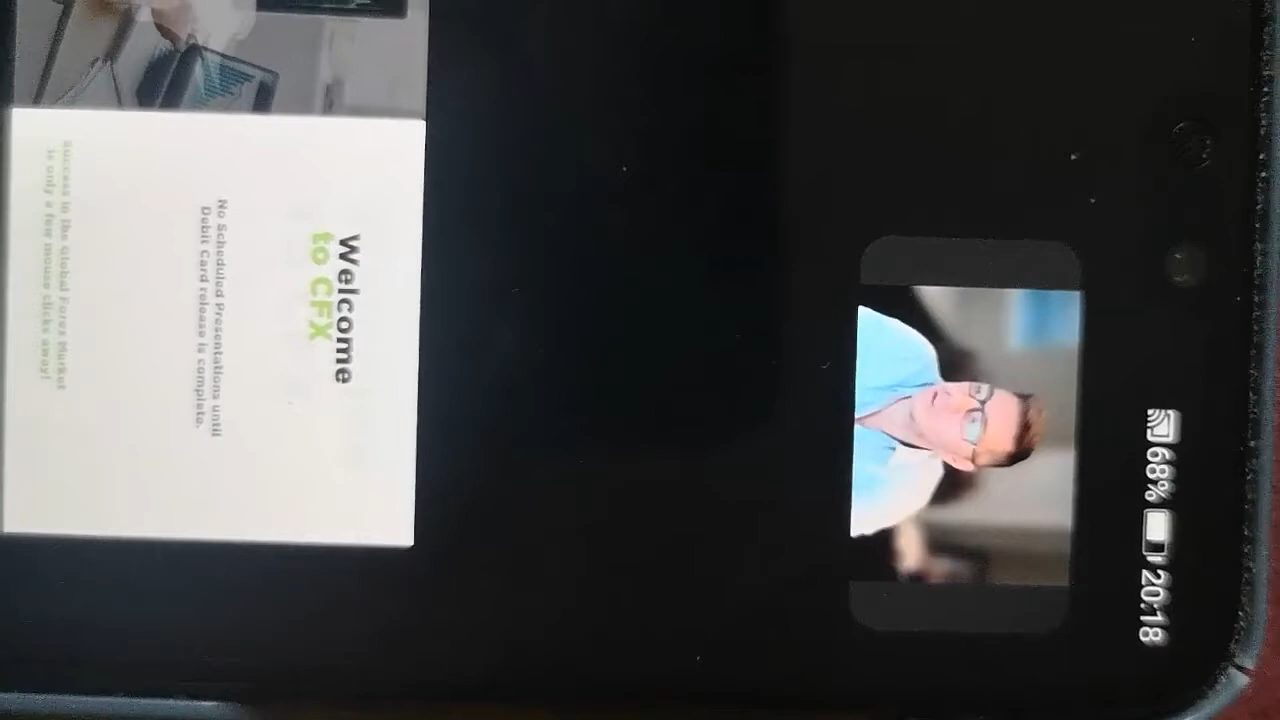 68% 20:18
Welcome
to CFX
No Scheduled Presentations until
Debit Card release is complete.
Success in the Global Forex Market
is only a few mouse clicks away!